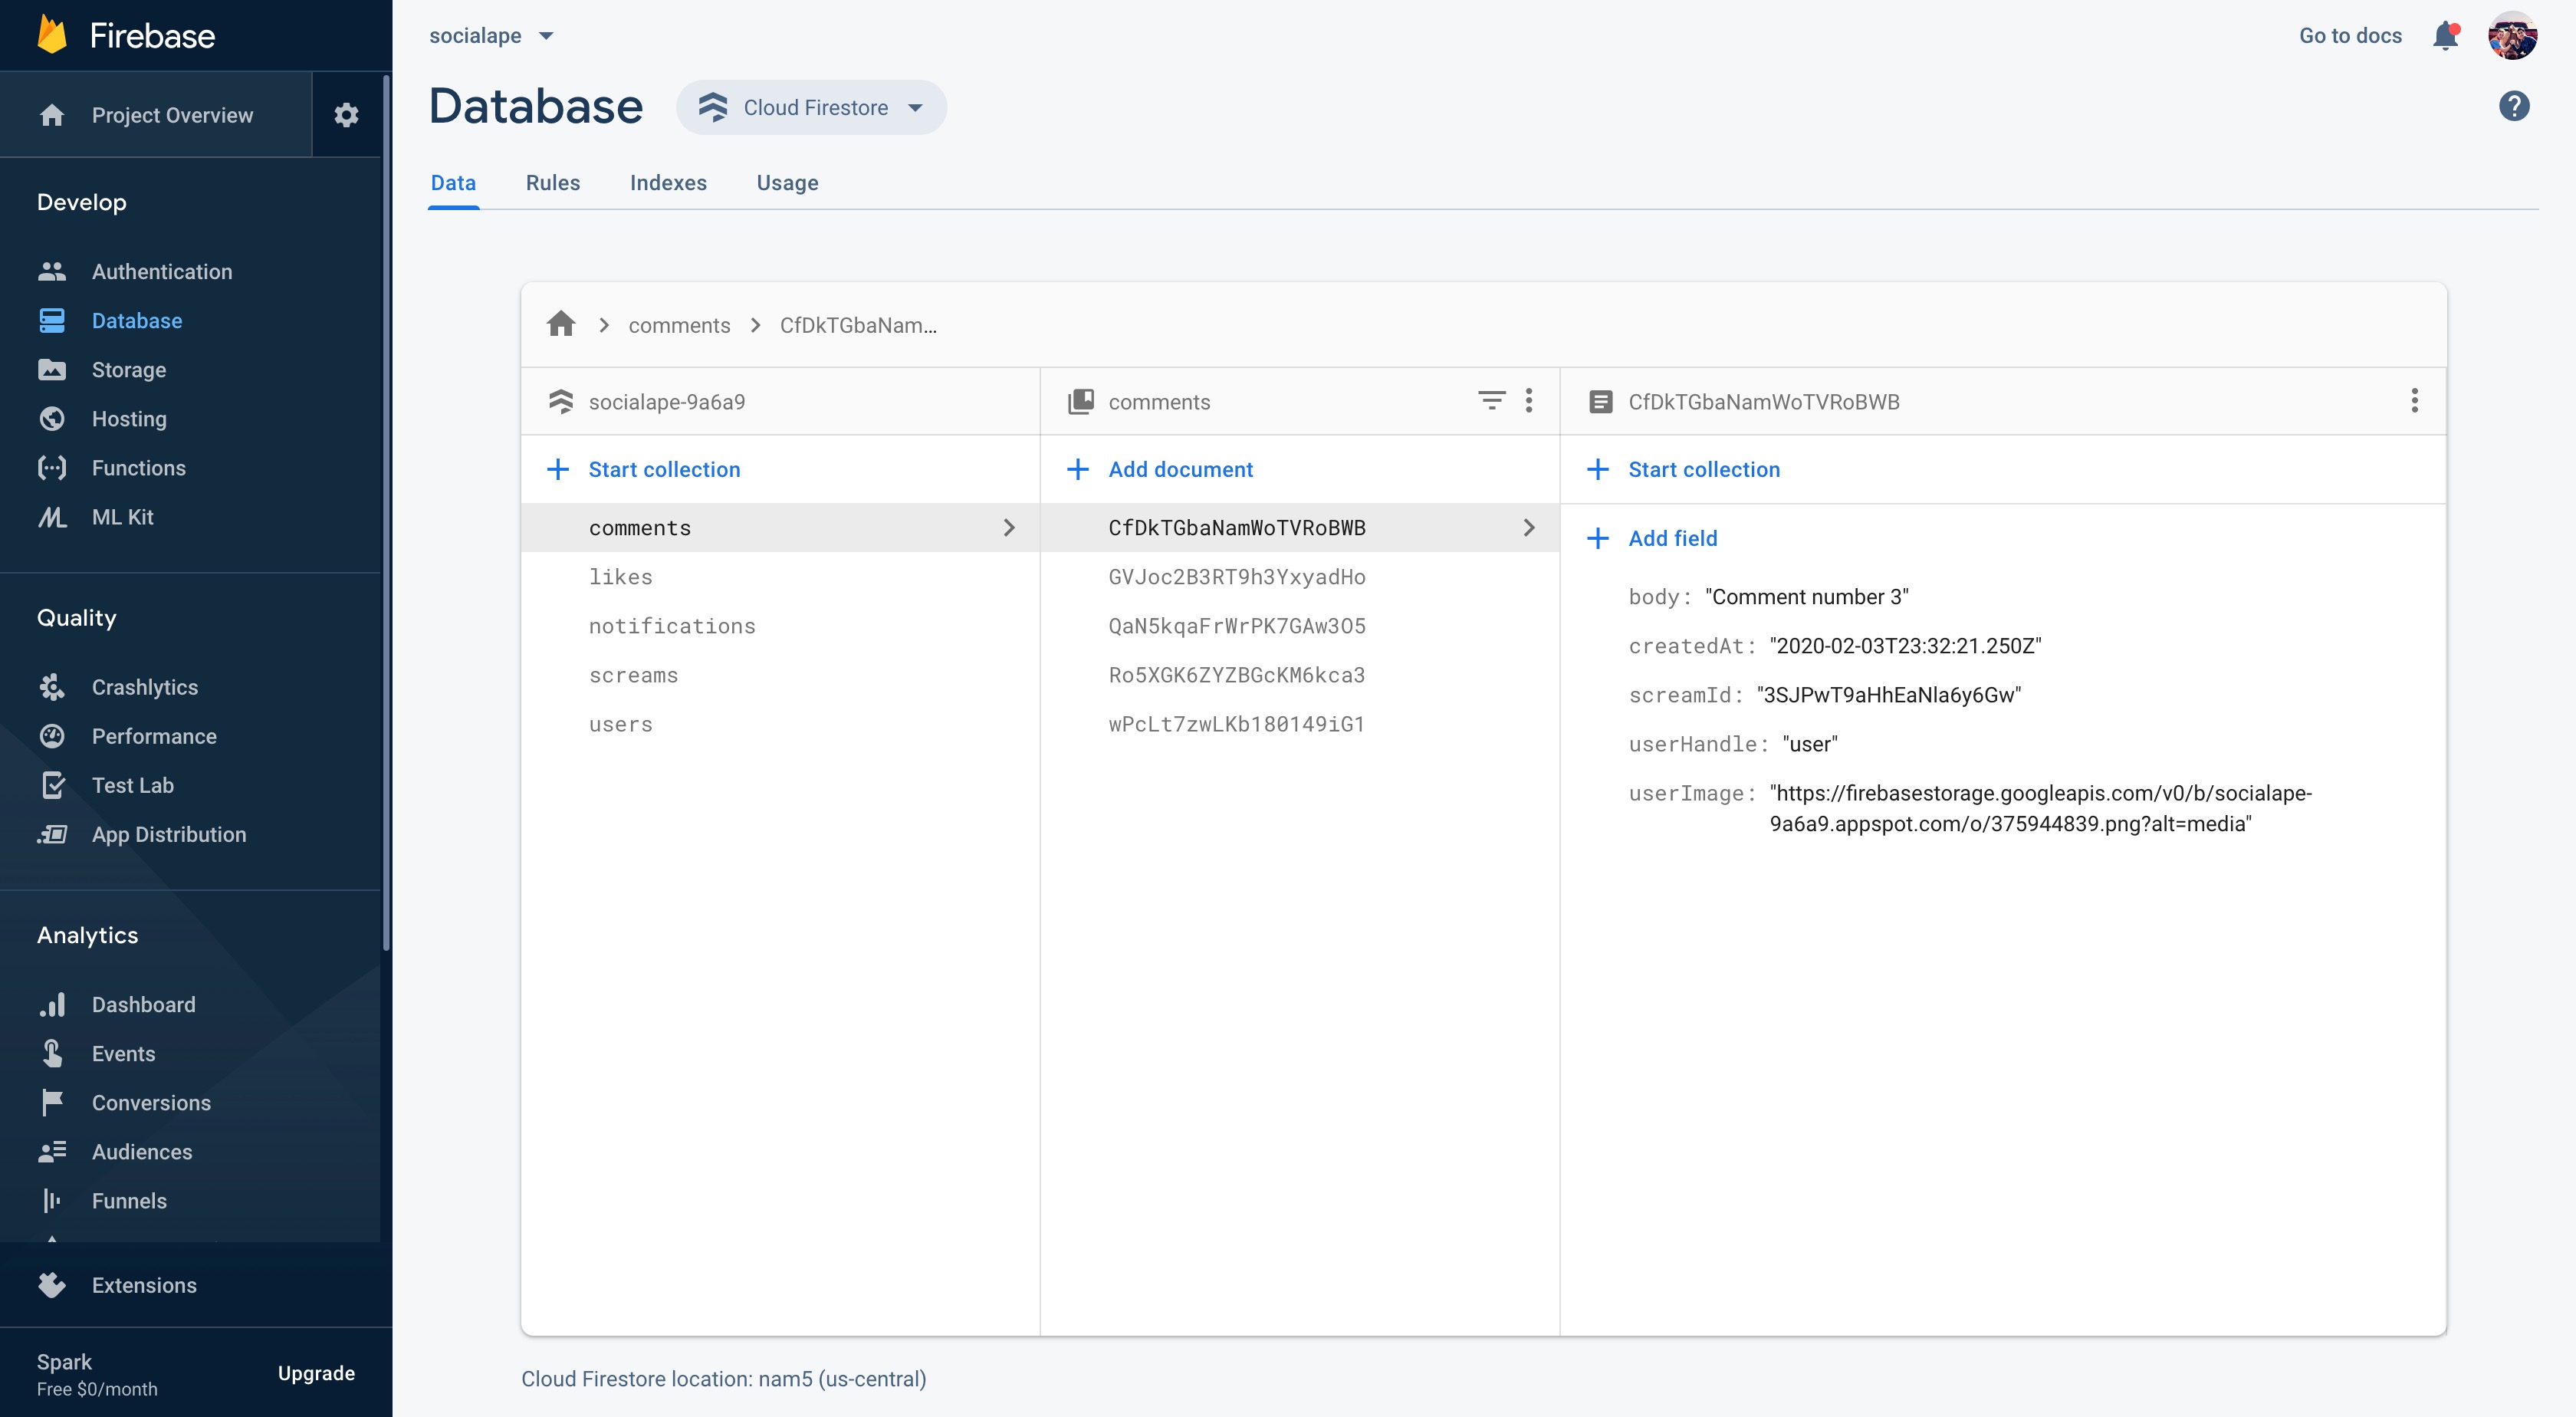 Firebase
Project Overview
Develop
Authentication
Database
Storage
Hosting
Functions
ML Kit
Quality
Crashlytics
Performance
Test Lab
App Distribution
Analytics
Dashboard
Events
Conversions
Audiences
Funnels
Extensions
Spark
Free $0/month
Upgrade
socialape
Go to docs
Database
Cloud Firestore
Data Rules Indexes Usage
comments CfDkTGbaNam...
socialape-9a6a9
Start collection
comments
likes
notifications
screams
users
comments
Add document
CfDkTGbaNamWoTVRoBWB
GVJoc2B3RT9h3YxyadHo
QaN5kqaFrWrPK7GAw3O5
Ro5XGK6ZYZBGcKM6kca3
wPcLt7zwLKb180149iG1
CfDkTGbaNamWoTVRoBWB
Start collection
Add field
body: "Comment number 3"
createdAt: "2020-02-03T23:32:21.250Z"
screamId: "3SJPwT9aHhEaNla6y6Gw"
userHandle: "user"
userImage: "https://firebasestorage.googleapis.com/v0/b/socialape-
9a6a9.appspot.com/o/375944839.png?alt=media"
Cloud Firestore location: nam5 (us-central)